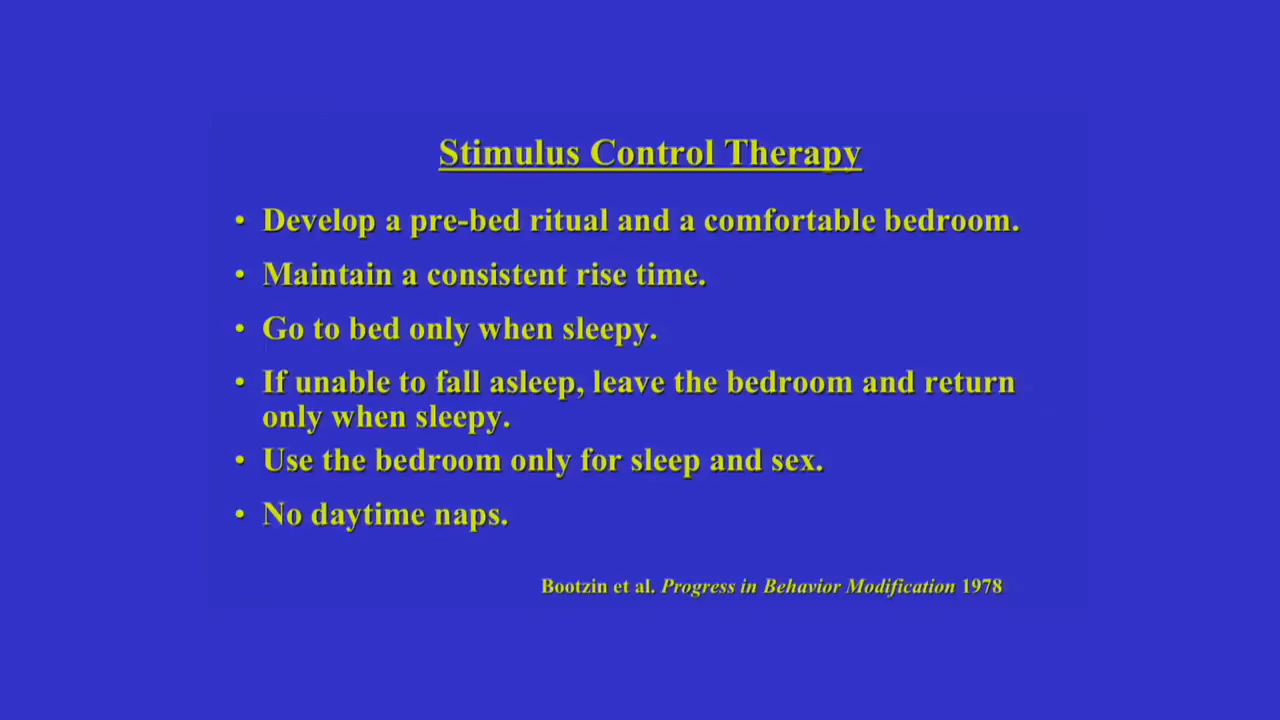 Stimulus Control Therapy
• Develop a pre-bed ritual and a comfortable bedroom.
• Maintain a consistent rise time.
• Go to bed only when sleepy.
• If unable to fall asleep, leave the bedroom and return
only when sleepy.
• Use the bedroom only for sleep and sex.
• No daytime naps.
Bootzin et al. Progress in Behavior Modification 1978